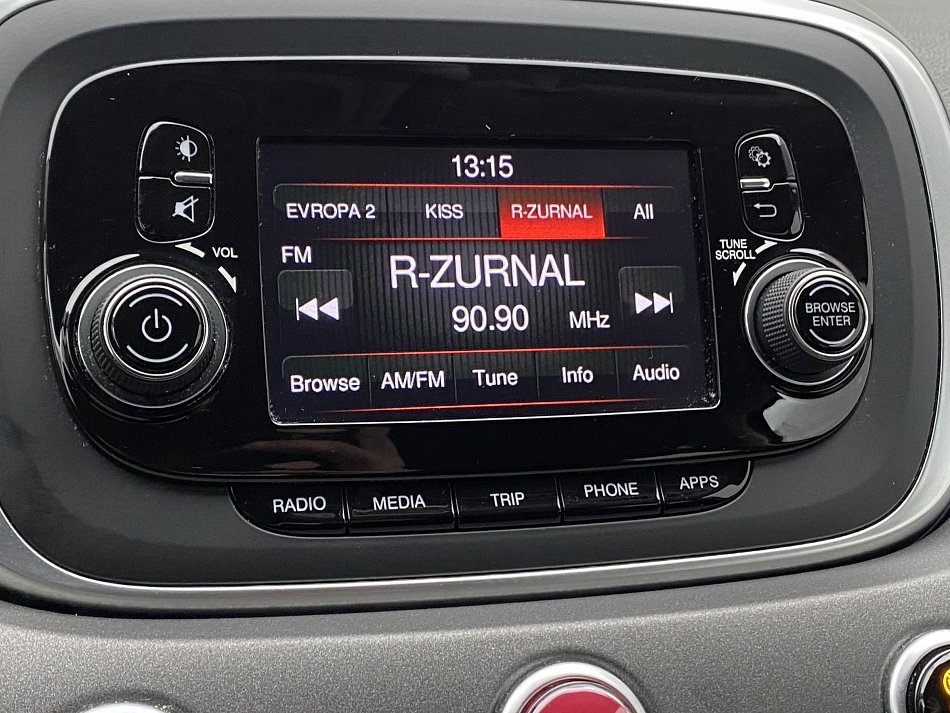 13:15
EVROPA 2 KISS R-ZURNAL All
FM
R-ZURNAL
90.90 MHz
Browse AM/FM Tune Info Audio
VOL
TUNE
SCROLL
BROWSE
ENTER
RADIO MEDIA TRIP PHONE APPS